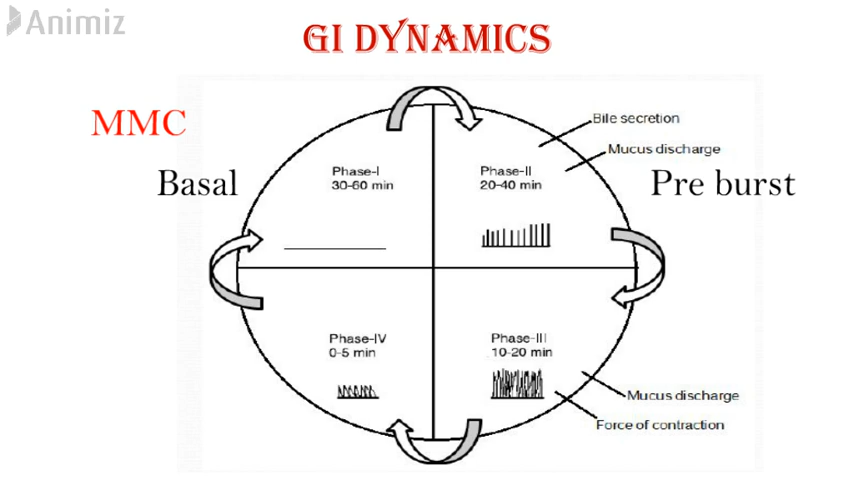 Animiz
GI DYNAMICS
MMC
Basal
Pre burst
Phase-I
30-60 min
Phase-II
20-40 min
Bile secretion
Mucus discharge
Phase-IV
0-5 min
Phase-III
10-20 min
Mucus discharge
Force of contraction